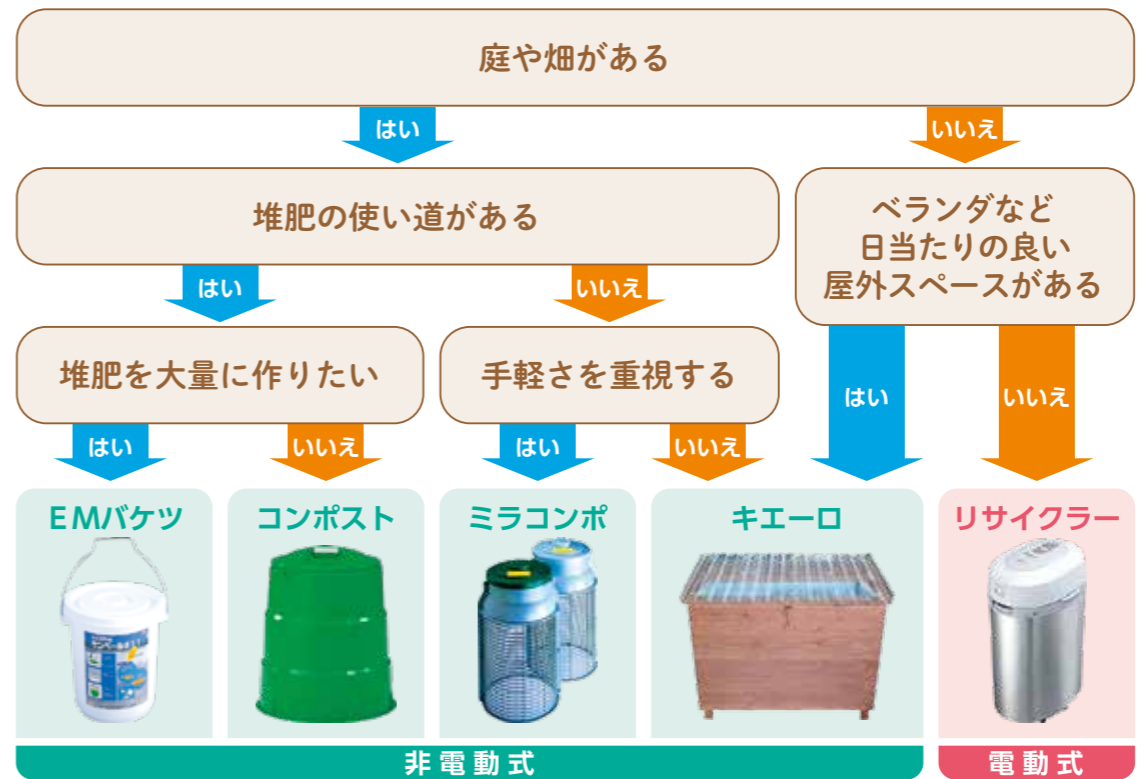 庭や畑がある
はい
いいえ
堆肥の使い道がある
ベランダなど
日当たりの良い
屋外スペースがある
はい
いいえ
堆肥を大量に作りたい
手軽さを重視する
はい
いいえ
はい
いいえ
はい
いいえ
EMバケツ
コンポスト
ミラコンポ
キエーロ
リサイクラー
非電動式
電動式